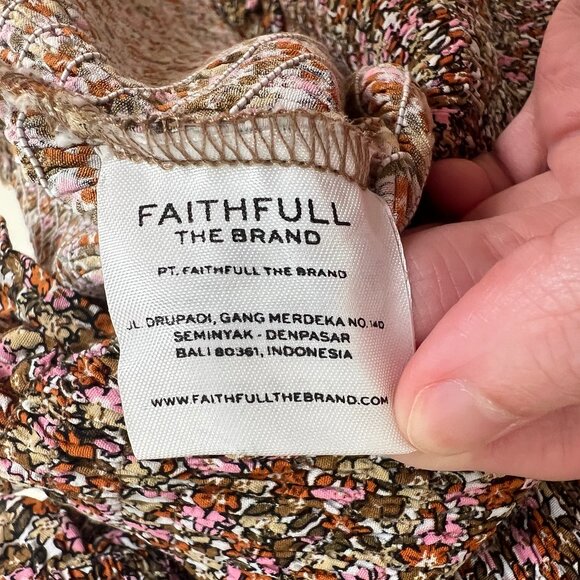 FAITHFULL
THE BRAND
PT. FAITHFULL THE BRAND
JL. DRUPADI, GANG MERDEKA NO. 14D
SEMINYAK - DENPASAR
BALI 80361, INDONESIA
WWW.FAITHFULLTHEBRAND.COM